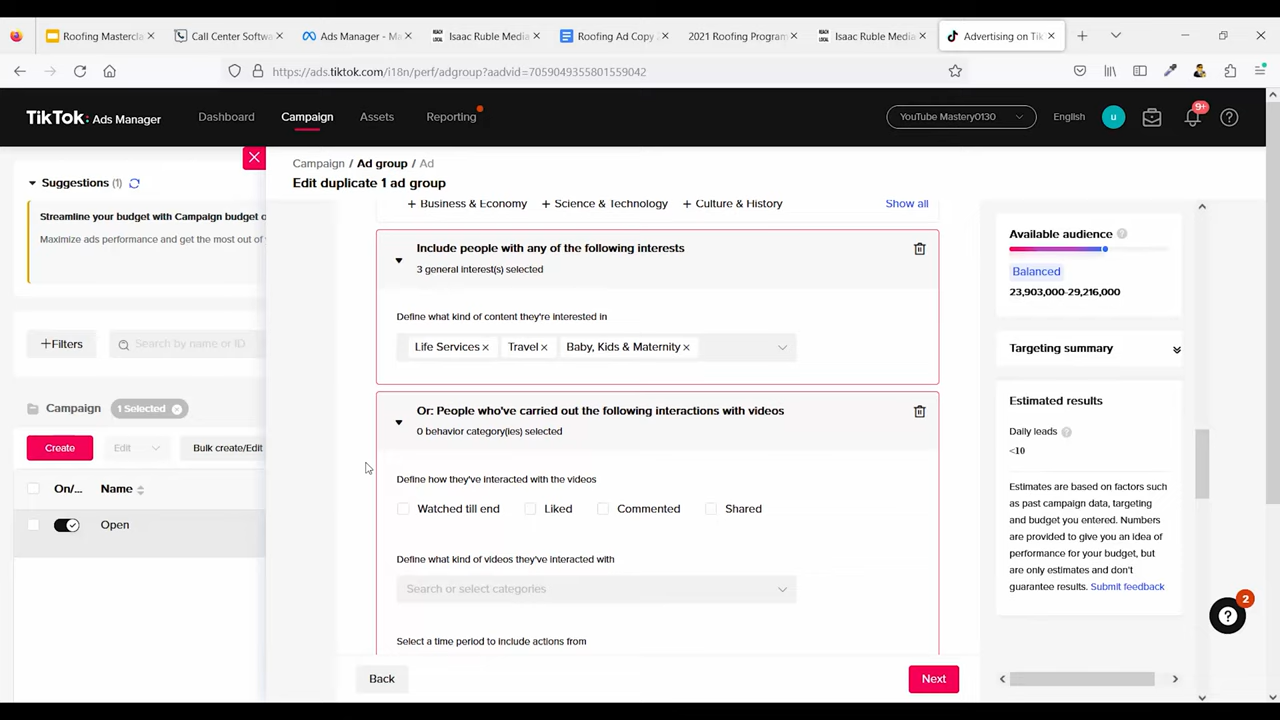 Roofing Mastercla
Call Center Softwa
Ads Manager - Ma
Isaac Ruble Media
Roofing Ad Copy
2021 Roofing Program
Isaac Ruble Media
Advertising on Tik
https://ads.tiktok.com/i18n/perf/adgroup?aadvid=7059049355801559042
TikTok: Ads Manager
Dashboard
Campaign
Assets
Reporting
YouTube Mastery0130
English
u
9+
Suggestions (1)
Streamline your budget with Campaign budget o
Maximize ads performance and get the most out of
+Filters
Search by name or ID
Campaign
1 Selected
Create
Edit
Bulk create/Edit
On/...
Name
Open
Campaign / Ad group / Ad
Edit duplicate 1 ad group
+ Business & Economy
+ Science & Technology
+ Culture & History
Show all
Include people with any of the following interests
3 general interest(s) selected
Define what kind of content they're interested in
Life Services
Travel
Baby, Kids & Maternity
Or: People who've carried out the following interactions with videos
0 behavior category(ies) selected
Define how they've interacted with the videos
Watched till end
Liked
Commented
Shared
Define what kind of videos they've interacted with
Search or select categories
Select a time period to include actions from
Back
Next
Available audience
Balanced
23,903,000-29,216,000
Targeting summary
Estimated results
Daily leads
<10
Estimates are based on factors such
as past campaign data, targeting
and budget you entered. Numbers
are provided to give you an idea of
performance for your budget, but
are only estimates and don't
guarantee results. Submit feedback
2